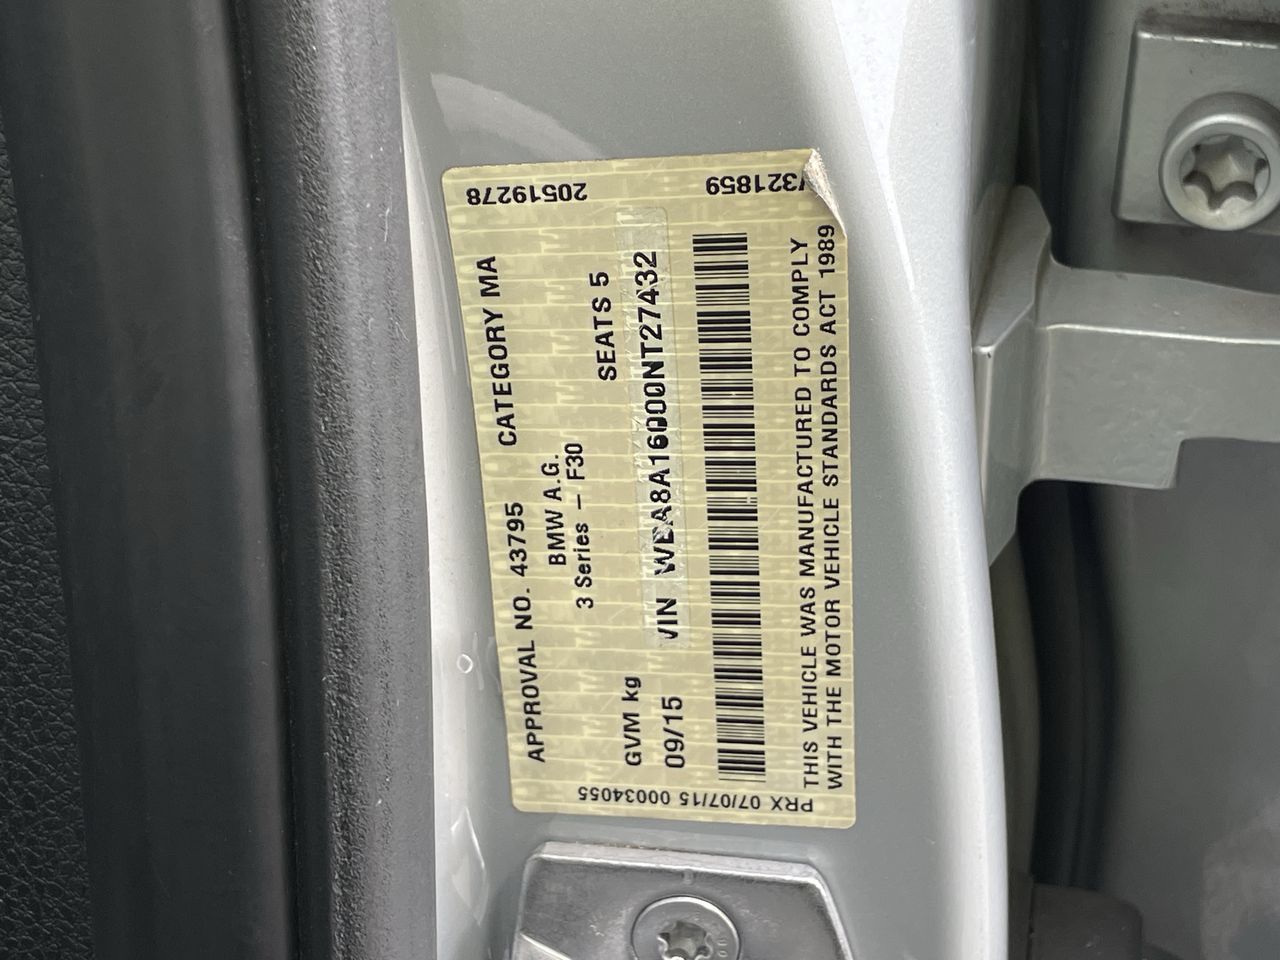 APPROVAL NO. 43795 CATEGORY MA
BMW A.G.
3 Series – F30
GVM kg SEATS 5
09/15 VIN WBA8A16000NT27432
THIS VEHICLE WAS MANUFACTURED TO COMPLY
WITH THE MOTOR VEHICLE STANDARDS ACT 1989
20519278
321859
PRX 07/07/15 00034055